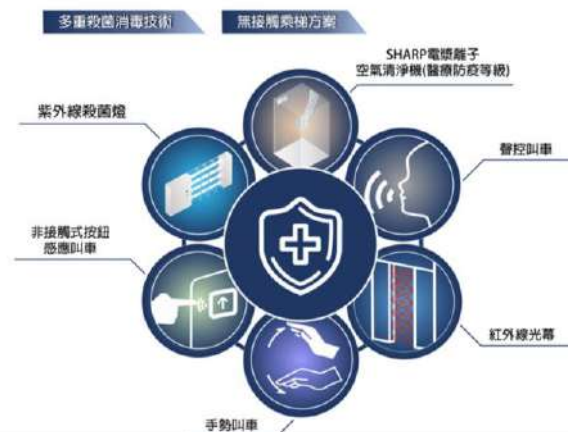 多重殺菌消毒技術
無接觸乘梯方案
SHARP電漿離子
空氣清淨機(醫療防疫等級)
紫外線殺菌燈
聲控叫車
非接觸式按鈕
感應叫車
紅外線光幕
手勢叫車